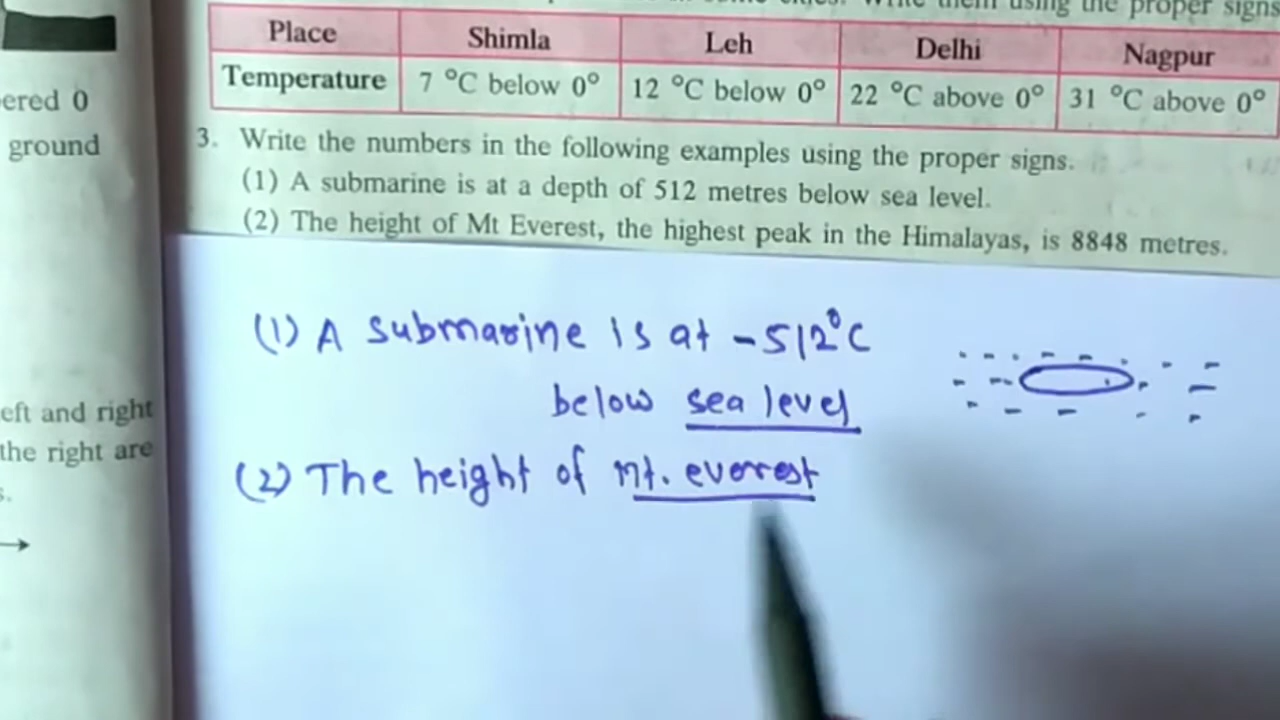 using the proper signs
Place Shimla Leh Delhi Nagpur
Temperature 7 °C below 0° 12 °C below 0° 22 °C above 0° 31 °C above 0°
ered 0
ground
3. Write the numbers in the following examples using the proper signs.
(1) A submarine is at a depth of 512 metres below sea level.
(2) The height of Mt Everest, the highest peak in the Himalayas, is 8848 metres.
(1) A submarine is at -512°C
below sea level
(2) The height of Mt. everest
eft and right
the right are
s.